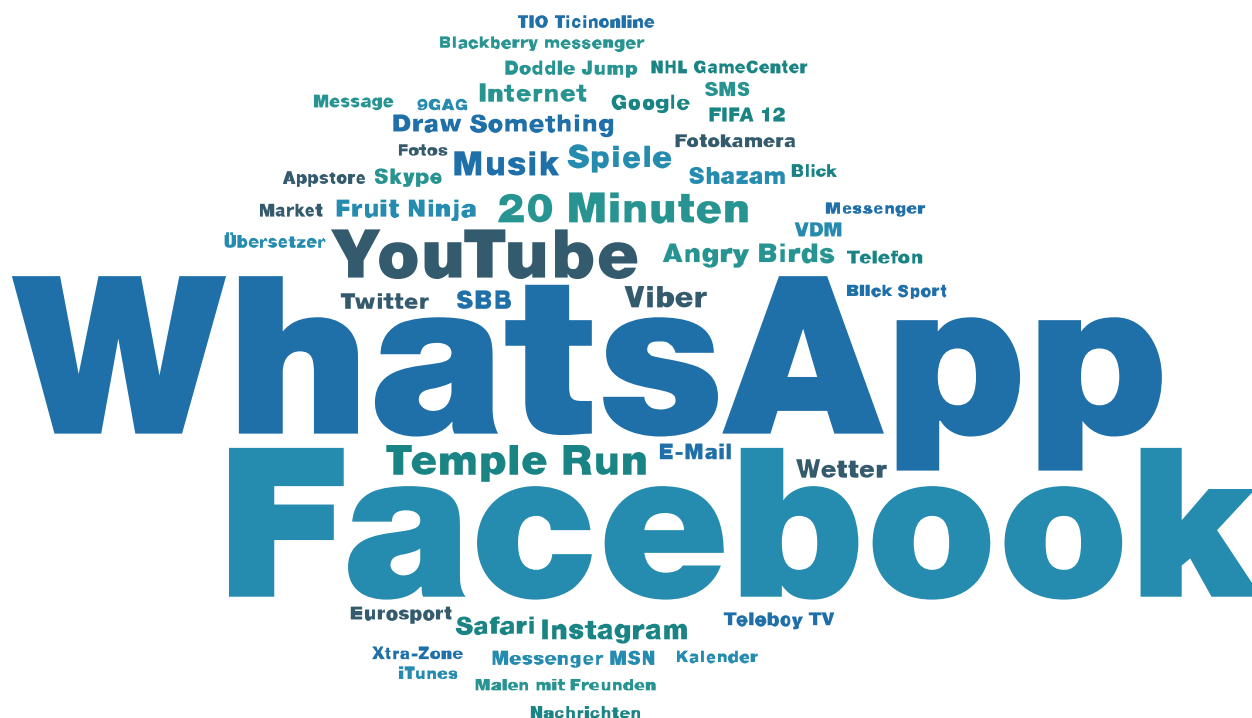 TIO Ticinonline
Blackberry messenger
Doddle Jump NHL GameCenter
Internet SMS
Message 9GAG Google
Draw Something FIFA 12
Fotos Fotokamera
Musik Spiele
Appstore Skype Shazam Blick
Market Fruit Ninja 20 Minuten Messenger
VDM
Übersetzer YouTube Angry Birds Telefon
Twitter SBB Viber Blick Sport
WhatsApp
Temple Run E-Mail Wetter
Facebook
Eurosport Safari Instagram Teleboy TV
Xtra-Zone Messenger MSN Kalender
iTunes
Malen mit Freunden
Nachrichten